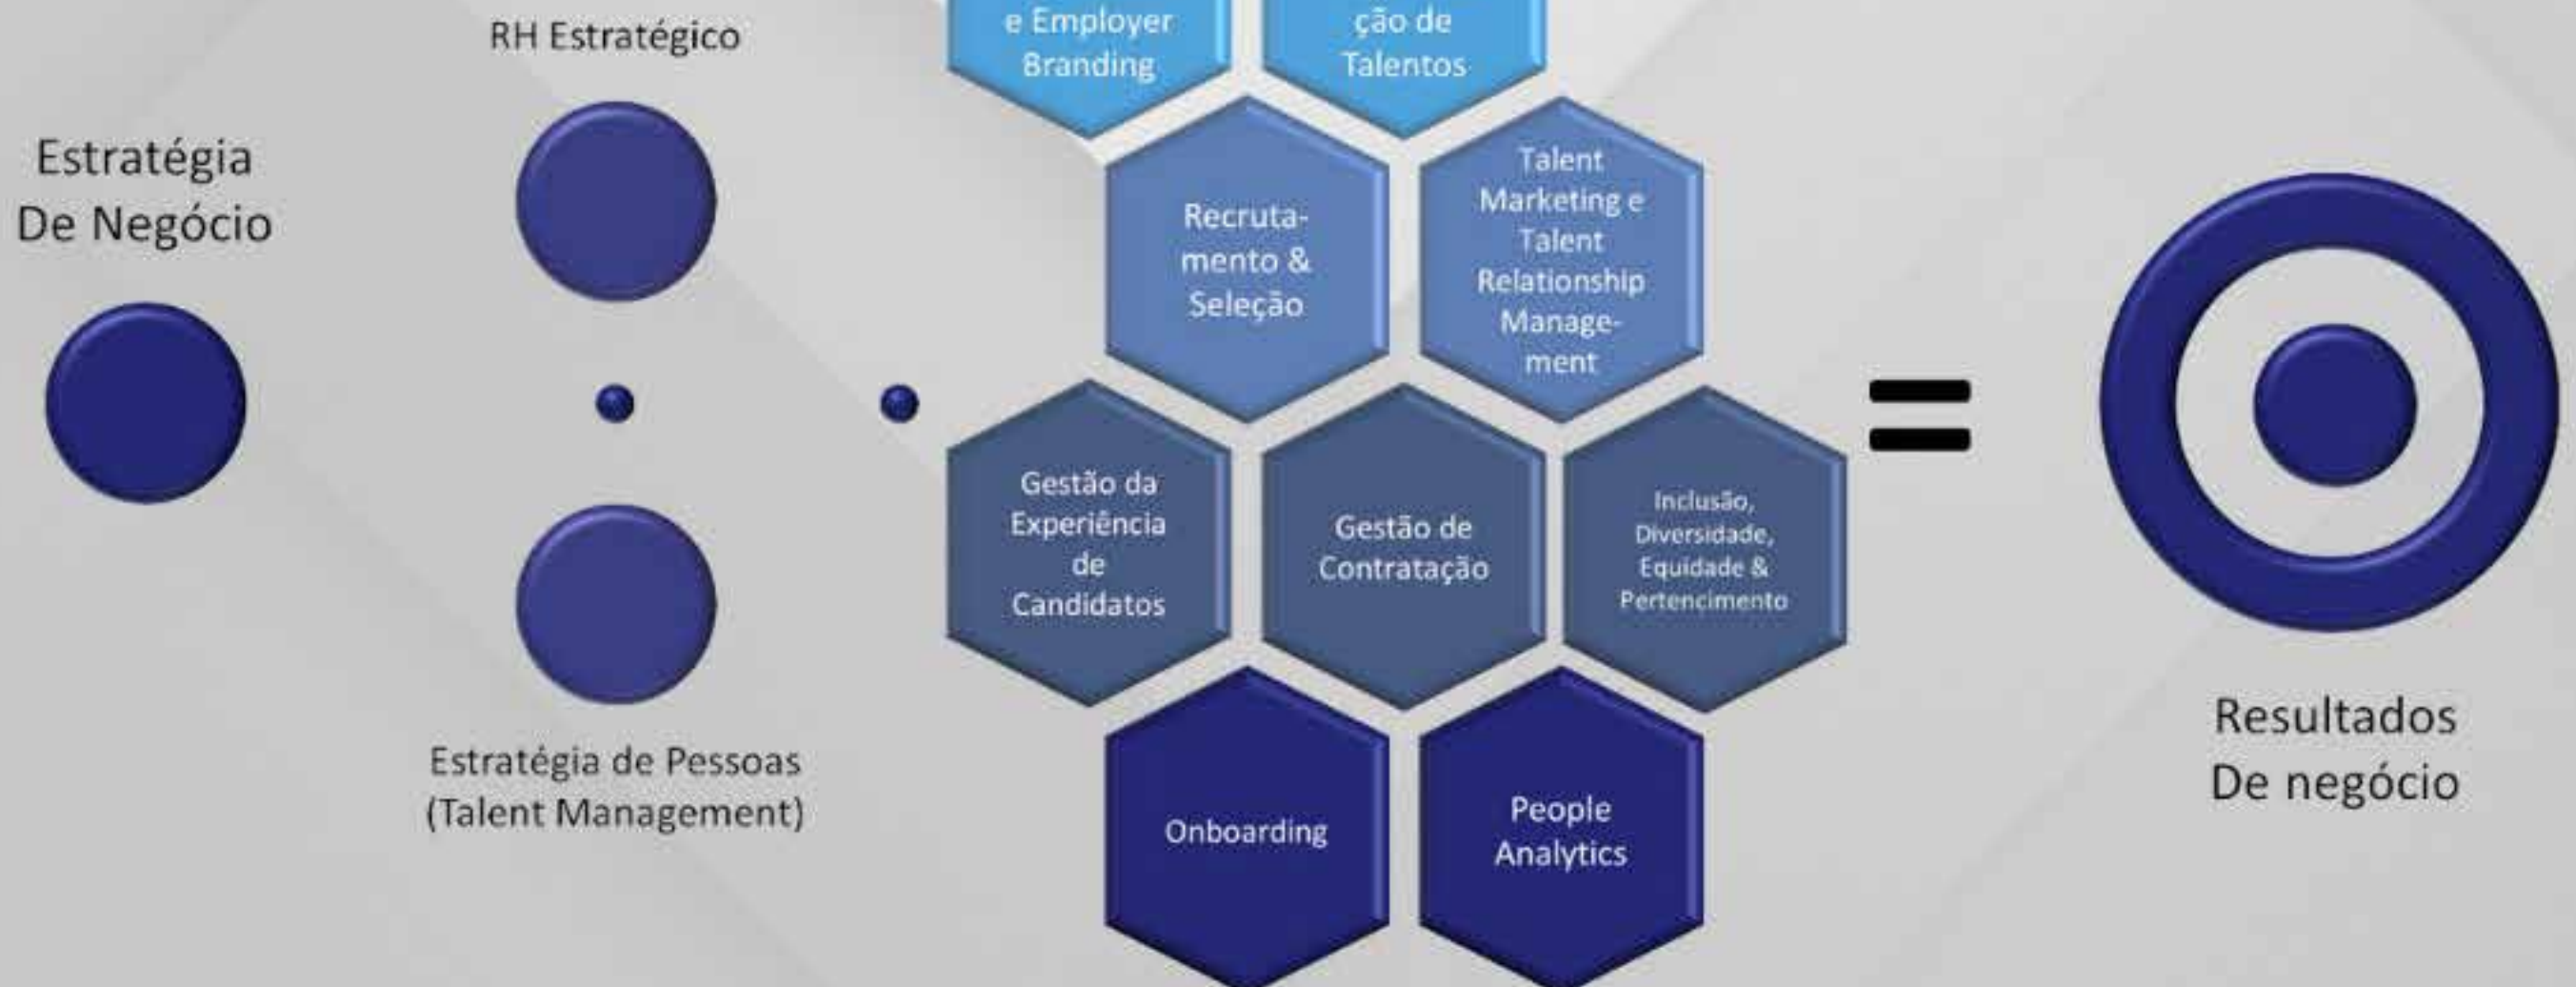 RH Estratégico
Estratégia
De Negócio
Estratégia de Pessoas
(Talent Management)
e Employer
Branding
ção de
Talentos
Recruta-
mento &
Seleção
Talent
Marketing e
Talent
Relationship
Manage-
ment
Gestão da
Experiência
de
Candidatos
Gestão de
Contratação
Inclusão,
Diversidade,
Equidade &
Pertencimento
Onboarding
People
Analytics
=
Resultados
De negócio